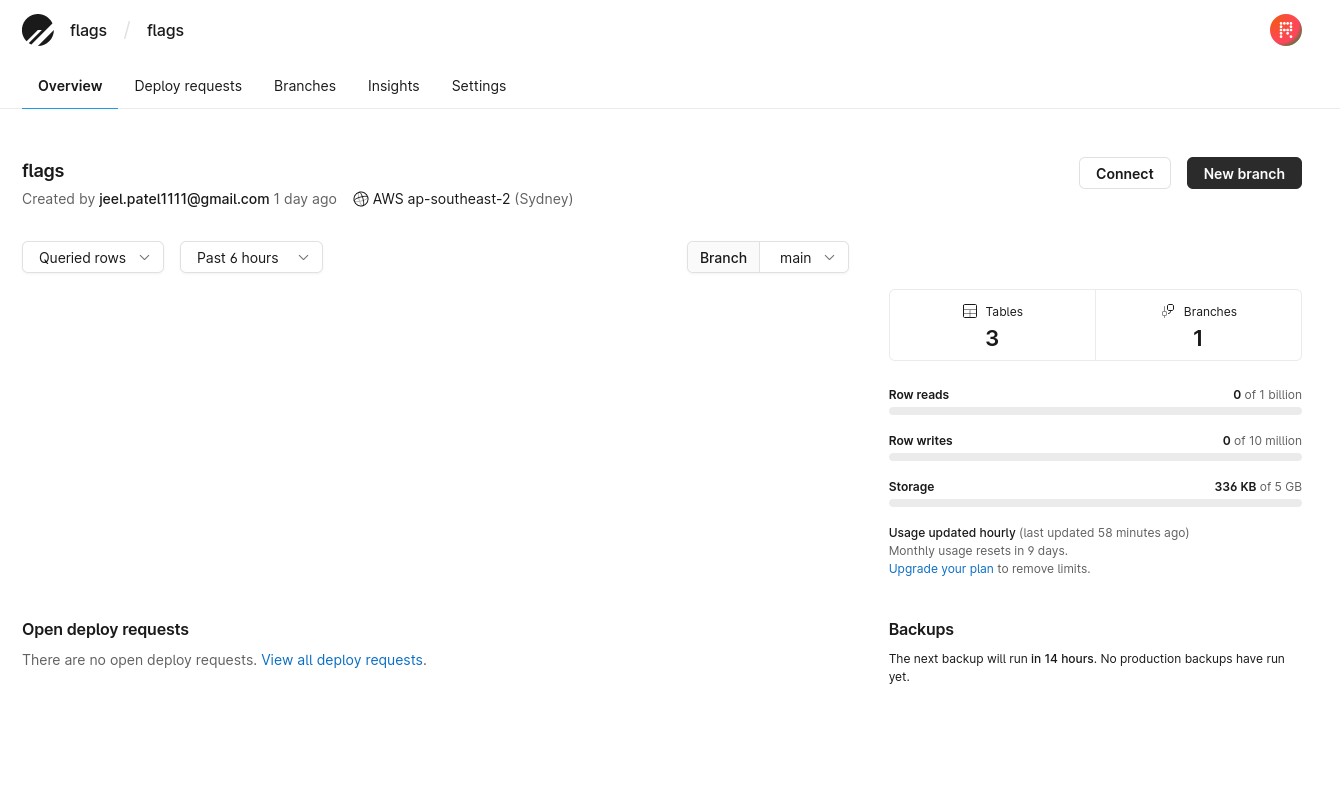 flags / flags
Overview Deploy requests Branches Insights Settings
flags
Created by jeel.patel1111@gmail.com 1 day ago AWS ap-southeast-2 (Sydney)
Connect New branch
Queried rows Past 6 hours Branch main
Tables
3
Branches
1
Row reads 0 of 1 billion
Row writes 0 of 10 million
Storage 336 KB of 5 GB
Usage updated hourly (last updated 58 minutes ago)
Monthly usage resets in 9 days.
Upgrade your plan to remove limits.
Open deploy requests
There are no open deploy requests. View all deploy requests.
Backups
The next backup will run in 14 hours. No production backups have run
yet.